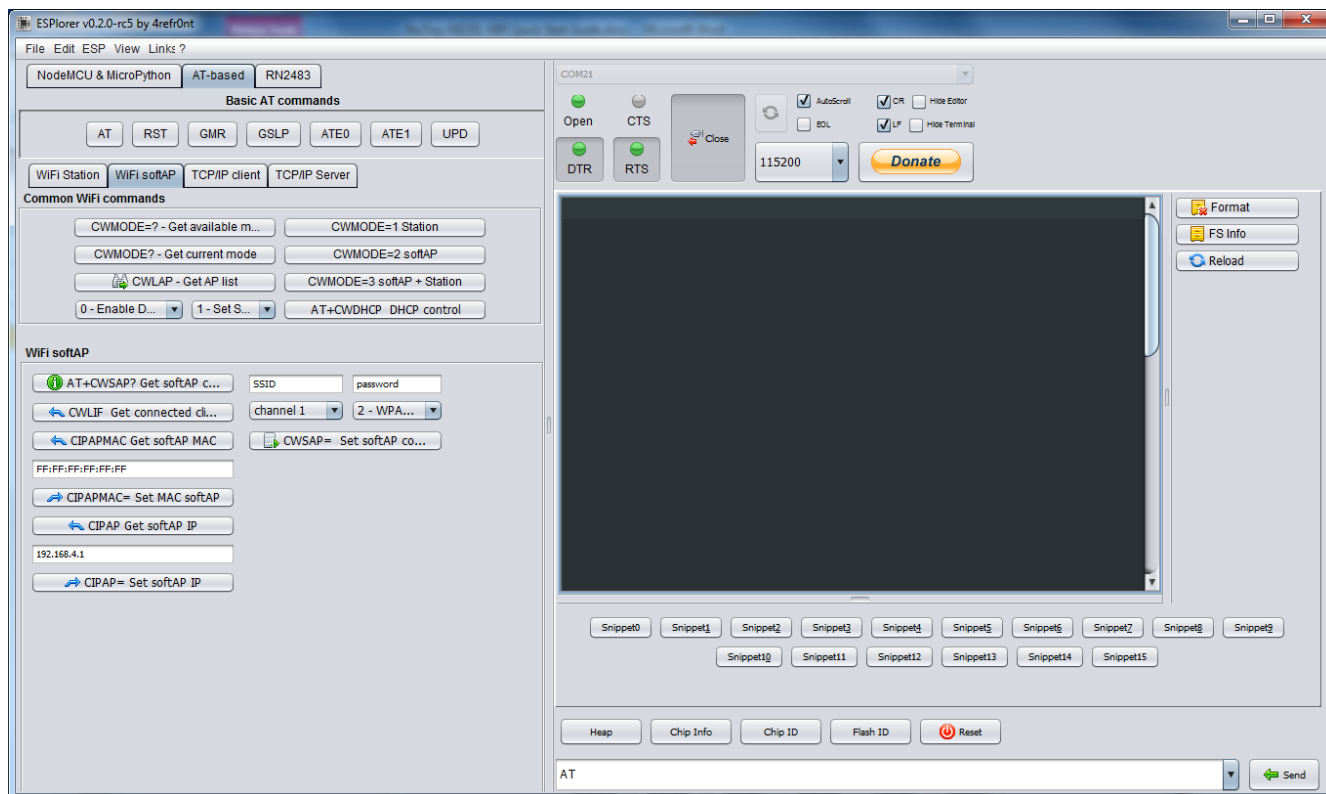 ESPlorer v0.2.0-rc5 by 4refr0nt
File Edit ESP View Links ?
NodeMCU & MicroPython AT-based RN2483
Basic AT commands
AT RST GMR GSLP ATE0 ATE1 UPD
WiFi Station WiFi softAP TCP/IP client TCP/IP Server
Common WiFi commands
CWMODE=? - Get available m... CWMODE=1 Station
CWMODE? - Get current mode CWMODE=2 softAP
CWLAP - Get AP list CWMODE=3 softAP + Station
0 - Enable D... 1 - Set S... AT+CWDHCP DHCP control
WiFi softAP
AT+CWSAP? Get softAP c... SSID password
CWLIF Get connected cli... channel 1 2 - WPA...
CIPAPMAC Get softAP MAC CWSAP= Set softAP co...
FF:FF:FF:FF:FF:FF
CIPAPMAC= Set MAC softAP
CIPAP Get softAP IP
192.168.4.1
CIPAP= Set softAP IP
COM21
Open CTS Close AutoScroll CR Hide Editor
EOL LF Hide Terminal
DTR RTS 115200 Donate
Format
FS Info
Reload
Snippet0 Snippet1 Snippet2 Snippet3 Snippet4 Snippet5 Snippet6 Snippet7 Snippet8 Snippet9
Snippet10 Snippet11 Snippet12 Snippet13 Snippet14 Snippet15
Heap Chip Info Chip ID Flash ID Reset
AT Send